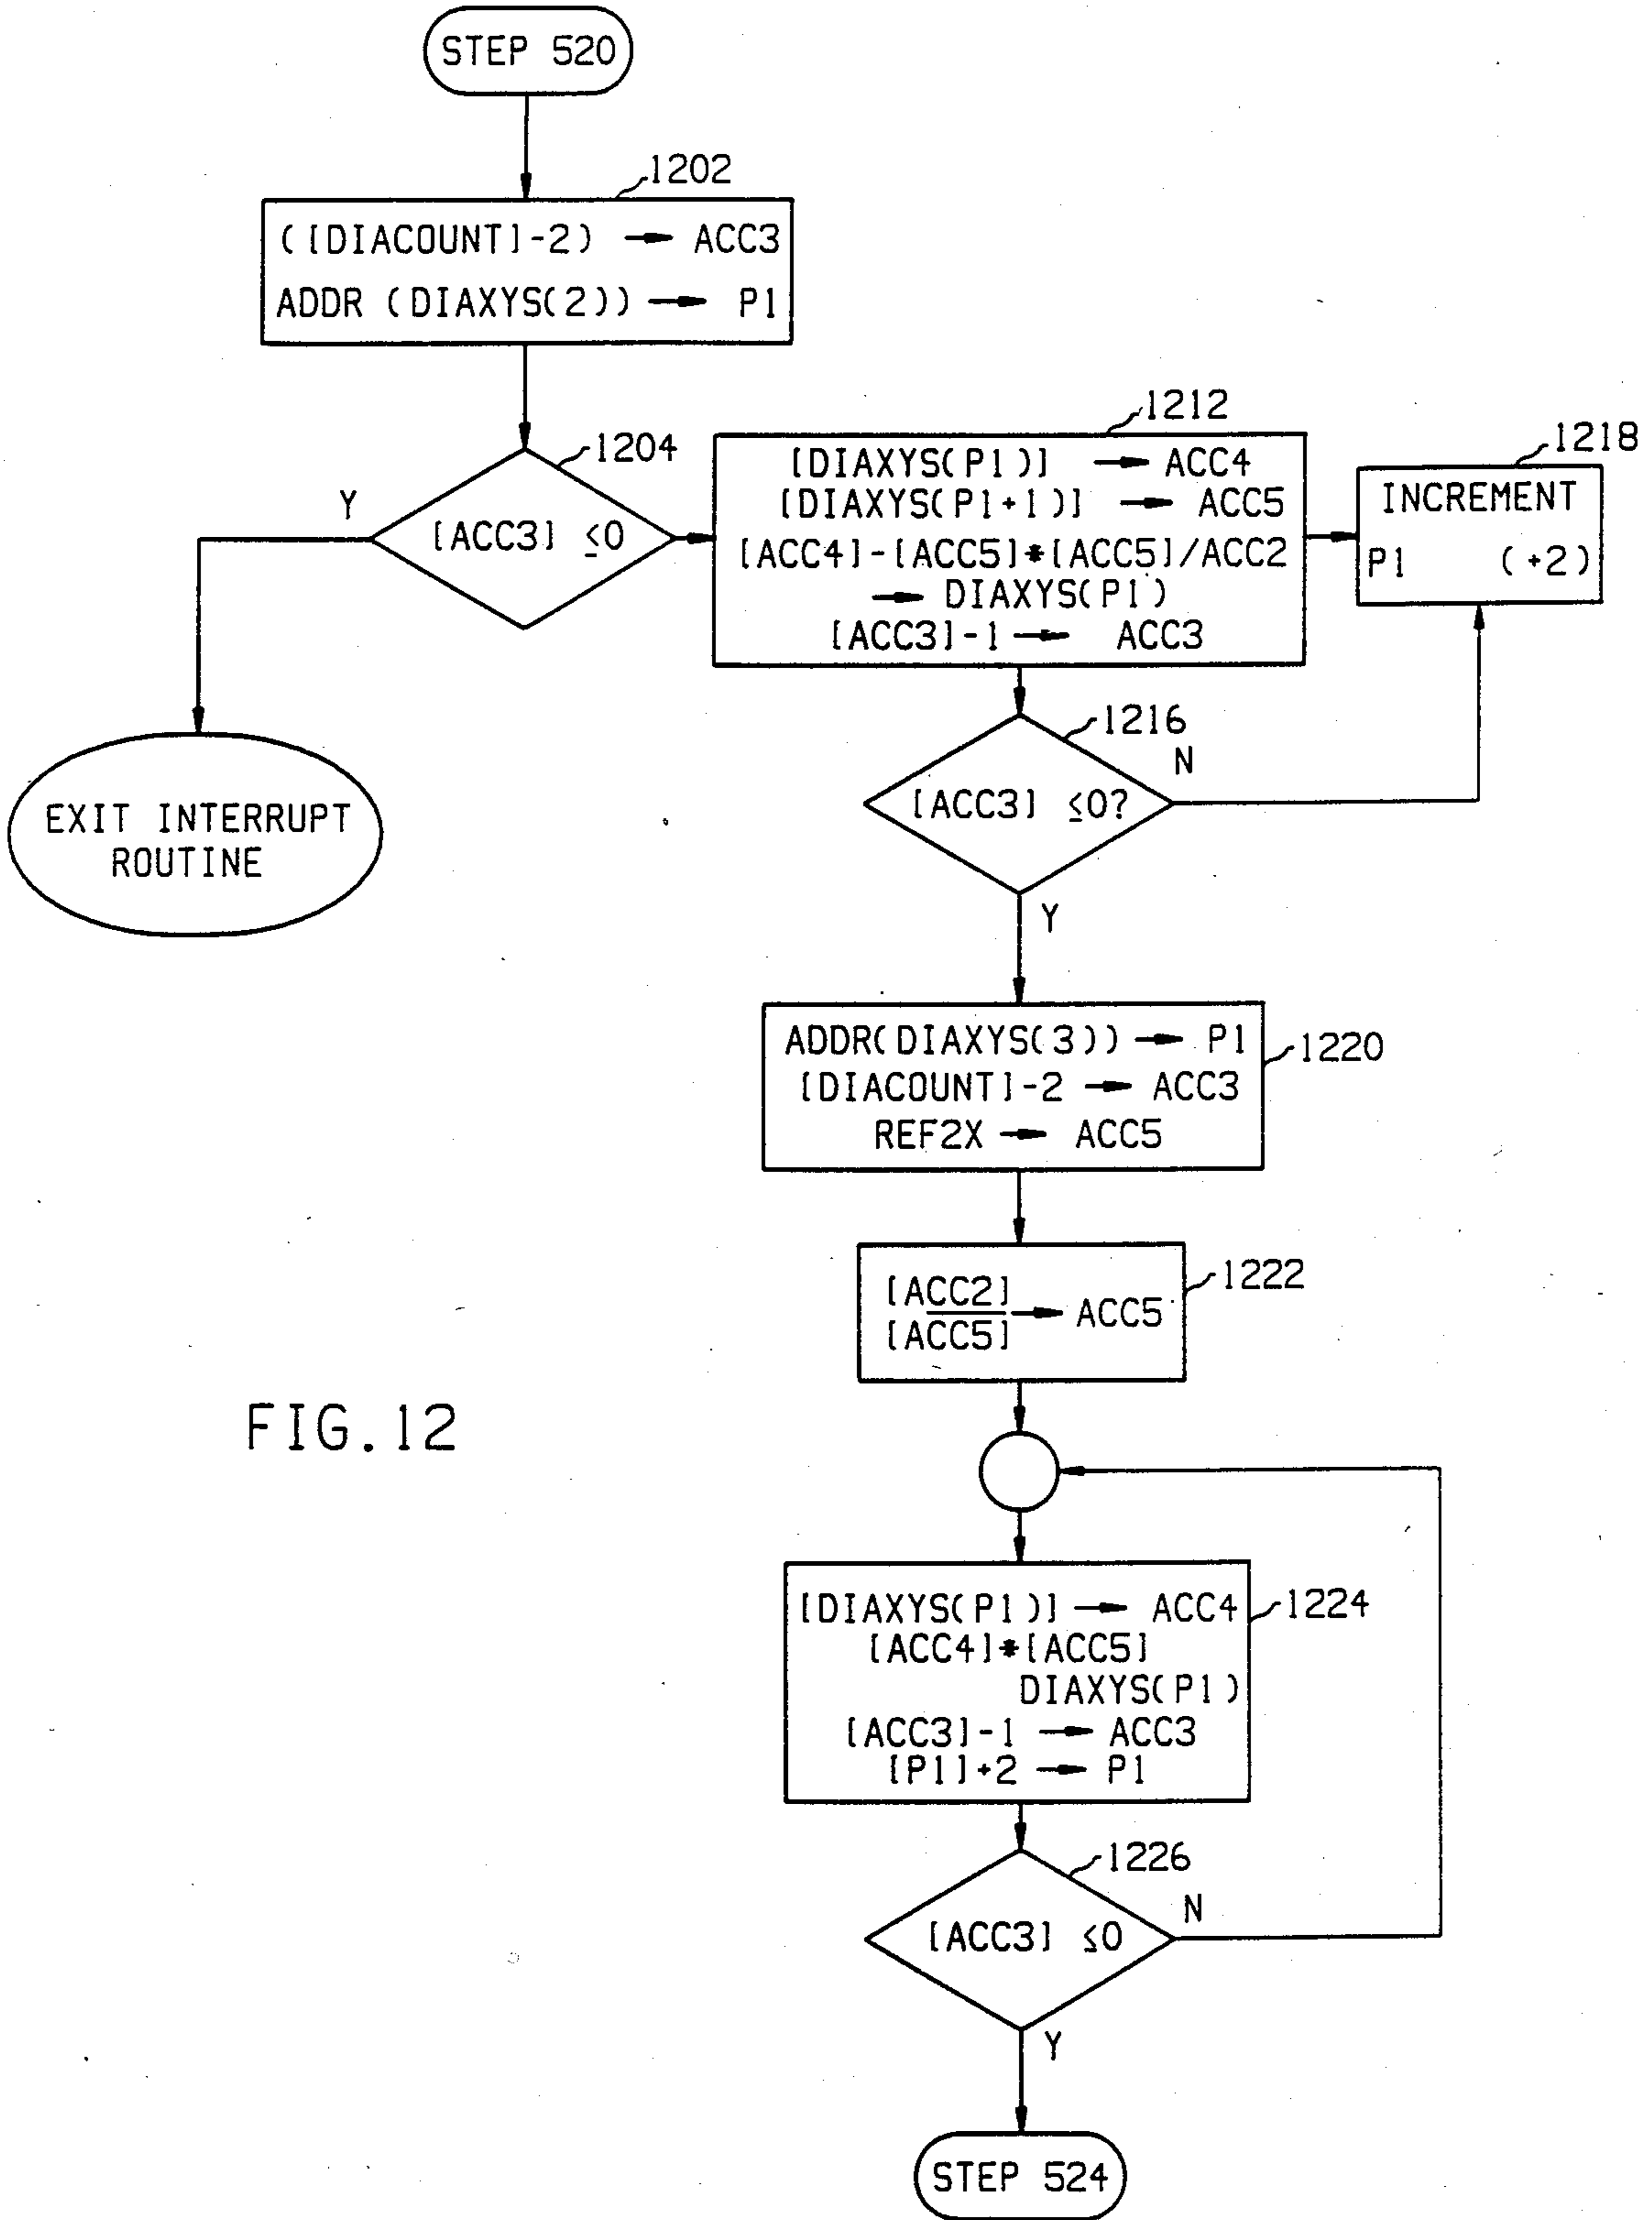 STEP 520
1202
([DIACOUNT]-2) → ACC3
ADDR (DIAXYS(2)) → P1
1204
Y
[ACC3] ≤0
1212
[DIAXYS(P1)] → ACC4
[DIAXYS(P1+1)] → ACC5
[ACC4]-[ACC5]*[ACC5]/ACC2
→ DIAXYS(P1)
[ACC3]-1 → ACC3
1218
INCREMENT
P1 (+2)
EXIT INTERRUPT
ROUTINE
1216
N
[ACC3] ≤0?
Y
ADDR(DIAXYS(3)) → P1
[DIACOUNT]-2 → ACC3
REF2X → ACC5
1220
[ACC2]
[ACC5] → ACC5
1222
FIG.12
[DIAXYS(P1)] → ACC4
[ACC4]*[ACC5]
DIAXYS(P1)
[ACC3]-1 → ACC3
[P1]+2 → P1
1224
1226
N
[ACC3] ≤0
Y
STEP 524